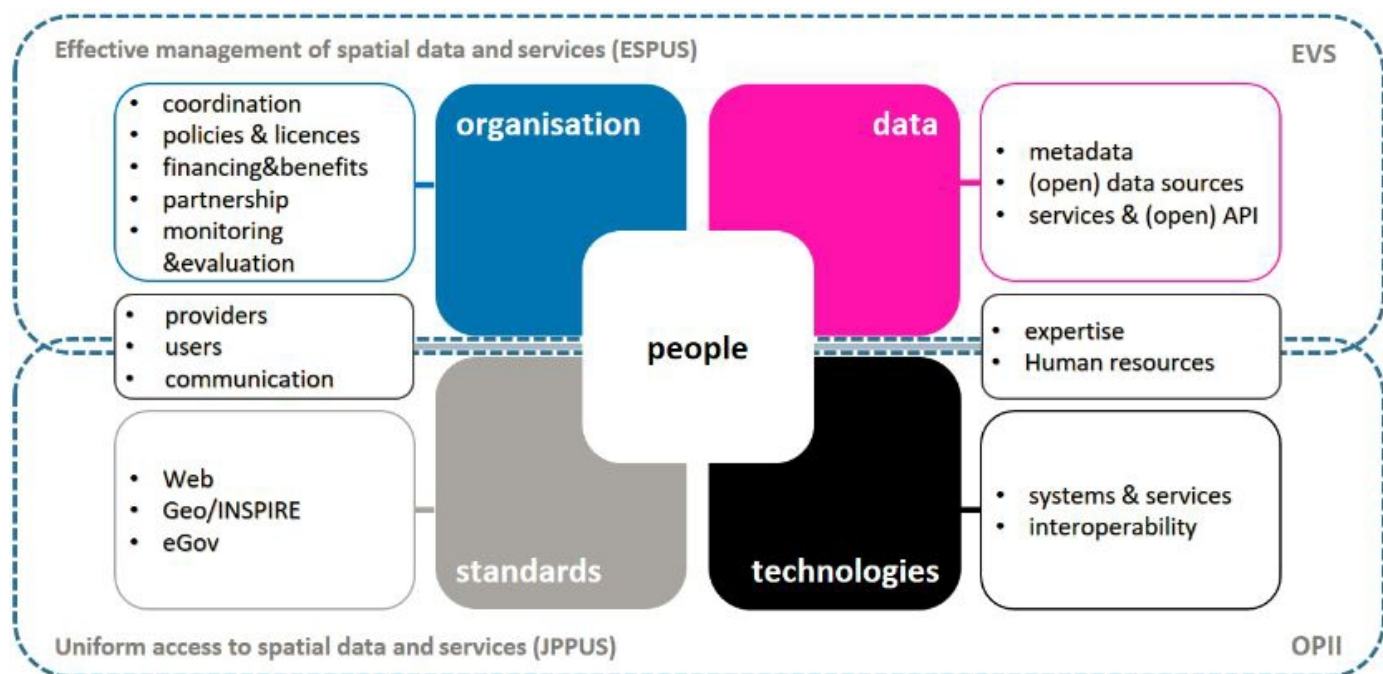 Effective management of spatial data and services (ESPUS)
EVS
• coordination
• policies & licences
• financing&benefits
• partnership
• monitoring
&evaluation
organisation
data
• metadata
• (open) data sources
• services & (open) API
• providers
• users
• communication
people
• expertise
• Human resources
• Web
• Geo/INSPIRE
• eGov
standards
technologies
• systems & services
• interoperability
Uniform access to spatial data and services (JPPUS)
OPII